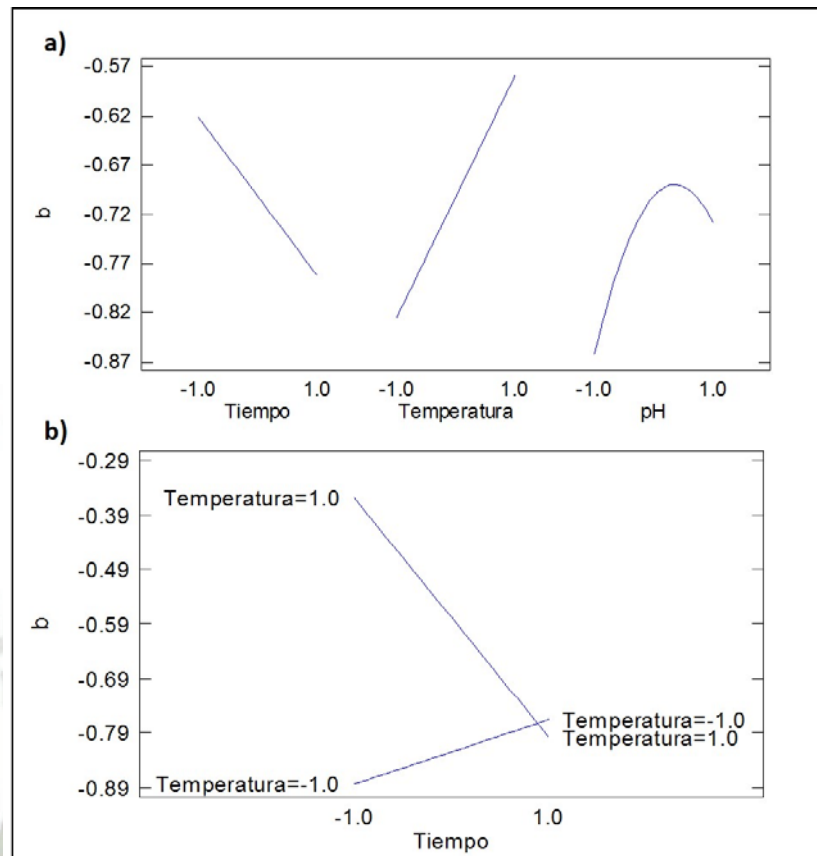 a)
-0.57
-0.62
-0.67
-0.72
-0.77
-0.82
-0.87
b
-1.0 1.0 -1.0 1.0 -1.0 1.0
Tiempo Temperatura pH
b)
-0.29
-0.39
-0.49
-0.59
-0.69
-0.79
-0.89
b
Temperatura=1.0
Temperatura=-1.0
Temperatura=1.0
Temperatura=-1.0
-1.0 1.0
Tiempo